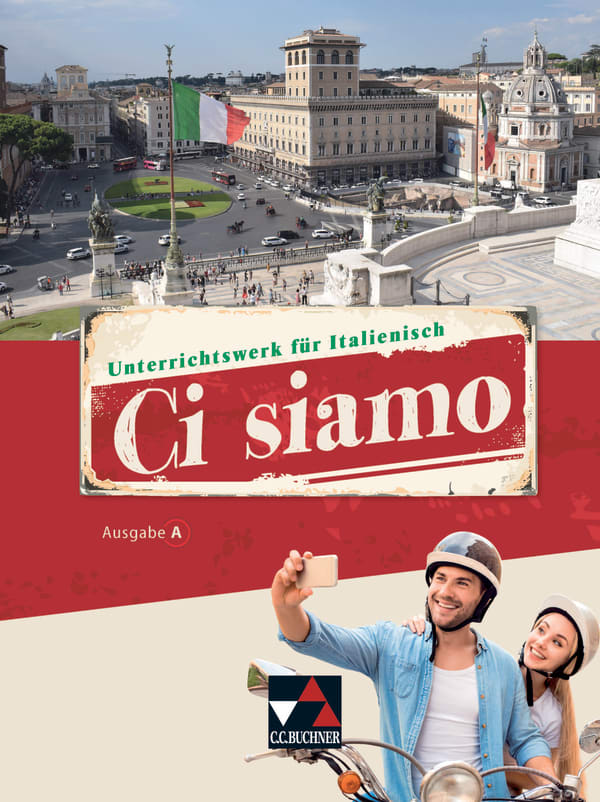 Unterrichtswerk für Italienisch
Ci siamo
Ausgabe A
C.C.BUCHNER